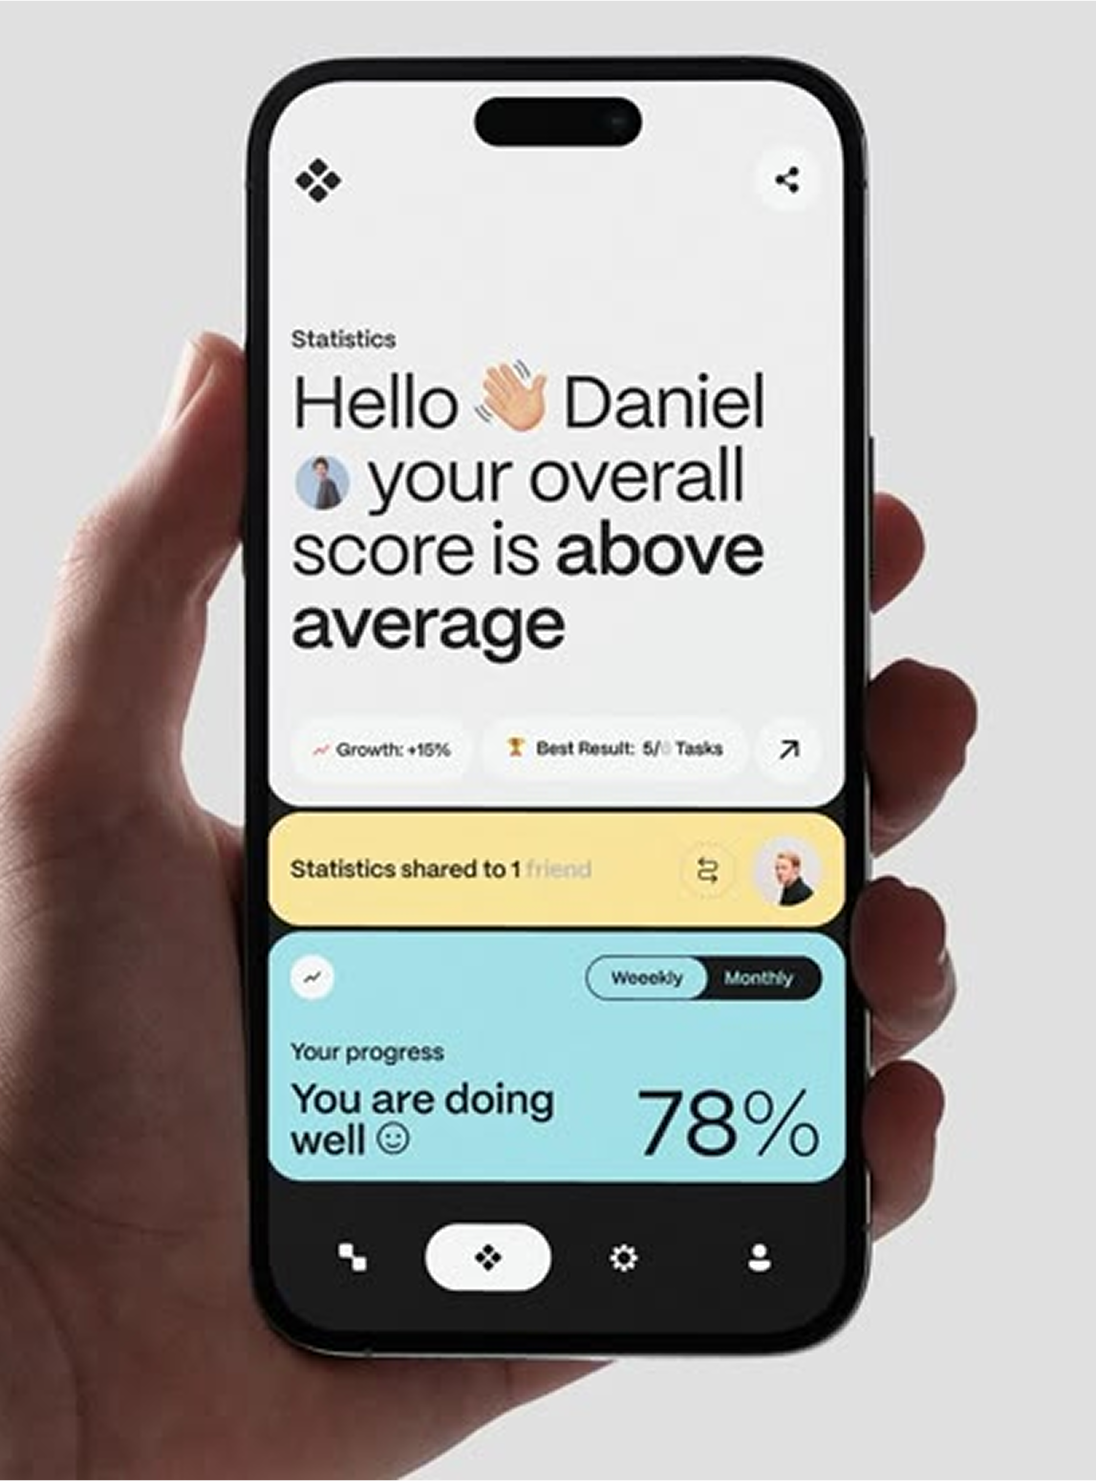 Statistics
Hello 👋 Daniel
your overall
score is above
average
Growth: +15%
Best Result: 5/ Tasks
Statistics shared to 1 friend
Weeekly
Monthly
Your progress
You are doing
well ☺
78%